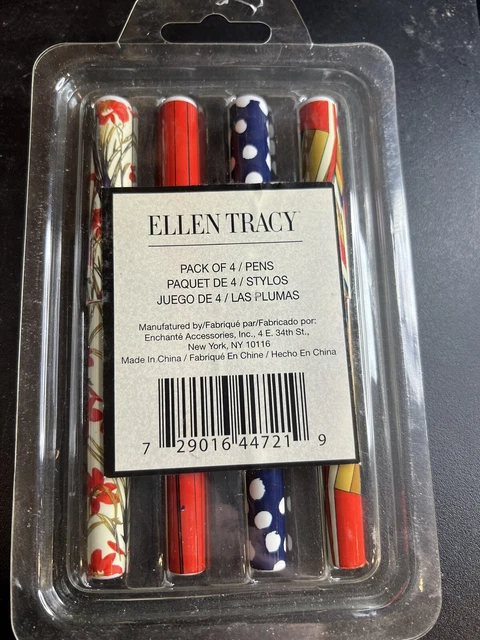 ELLEN TRACY
PACK OF 4 / PENS
PAQUET DE 4 / STYLOS
JUEGO DE 4 / LAS PLUMAS
Manufatured by/Fabriqué par/Fabricado por:
Enchanté Accessories, Inc., 4 E. 34th St.,
New York, NY 10116
Made In China / Fabriqué En Chine / Hecho En China
7 29016 44721 9